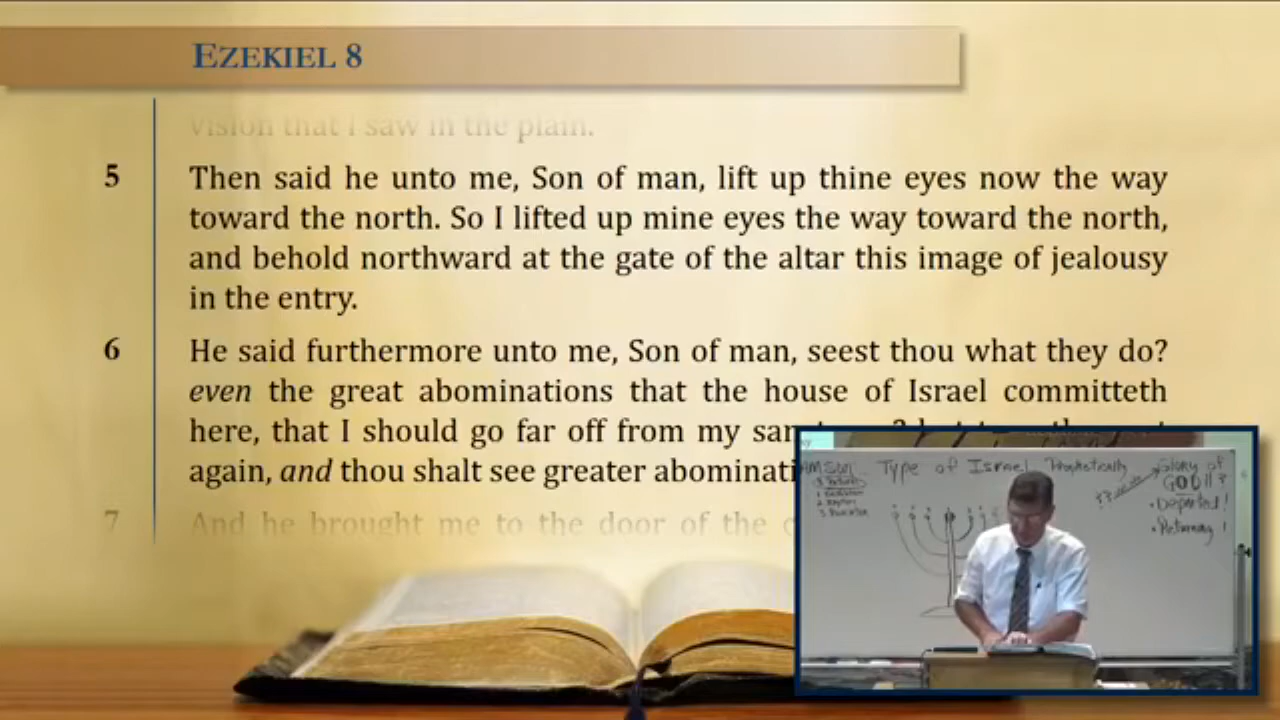 EZEKIEL 8
vision that I saw in the plain.
5 Then said he unto me, Son of man, lift up thine eyes now the way
toward the north. So I lifted up mine eyes the way toward the north,
and behold northward at the gate of the altar this image of jealousy
in the entry.
6 He said furthermore unto me, Son of man, seest thou what they do?
even the great abominations that the house of Israel committeth
here, that I should go far off from my
again, and thou shalt see greater
7 And he brought me to the door of the
Type of Israel Prophetically
Glory of
GOD!!?
• Departed!
• Returning!